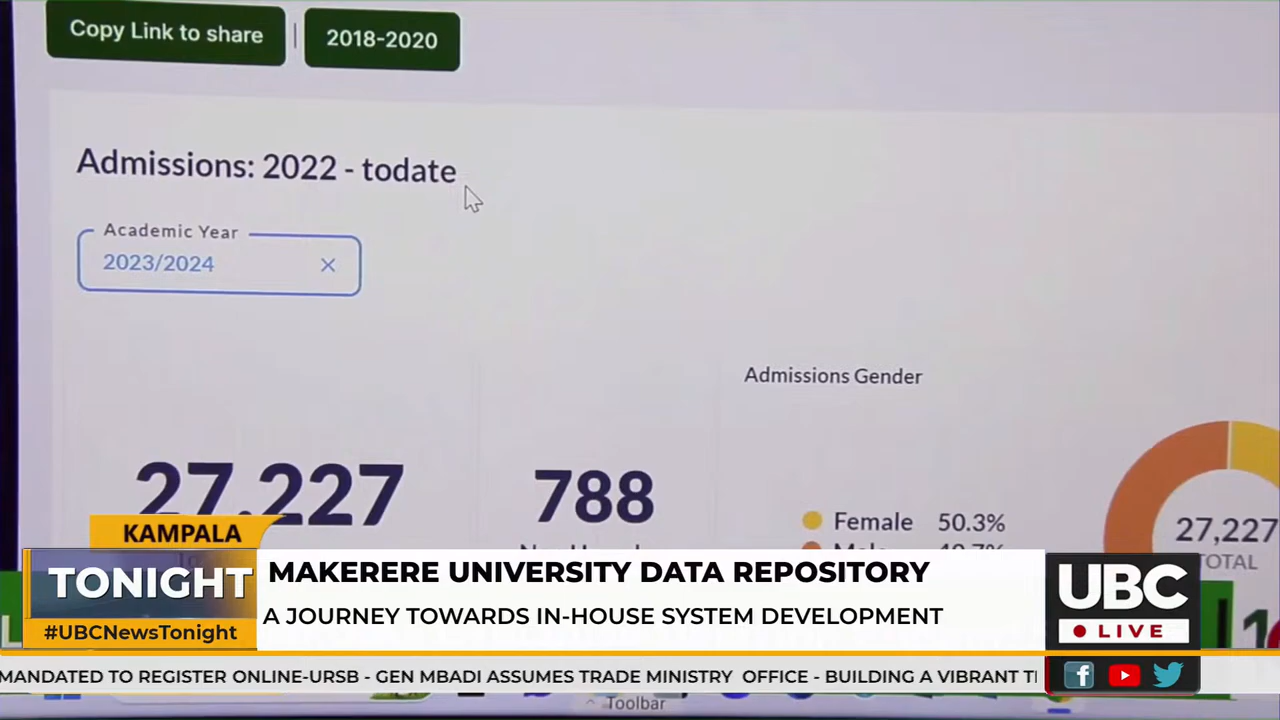 Copy Link to share | 2018-2020
Admissions: 2022 - todate
Academic Year
2023/2024 ×
Admissions Gender
27,227
788
Female 50.3%
27,227
TOTAL
KAMPALA
TONIGHT
#UBCNewsTonight
MAKERERE UNIVERSITY DATA REPOSITORY
A JOURNEY TOWARDS IN-HOUSE SYSTEM DEVELOPMENT
UBC
LIVE
MANDATED TO REGISTER ONLINE-URSB - GEN MBADI ASSUMES TRADE MINISTRY OFFICE - BUILDING A VIBRANT
Toolbar